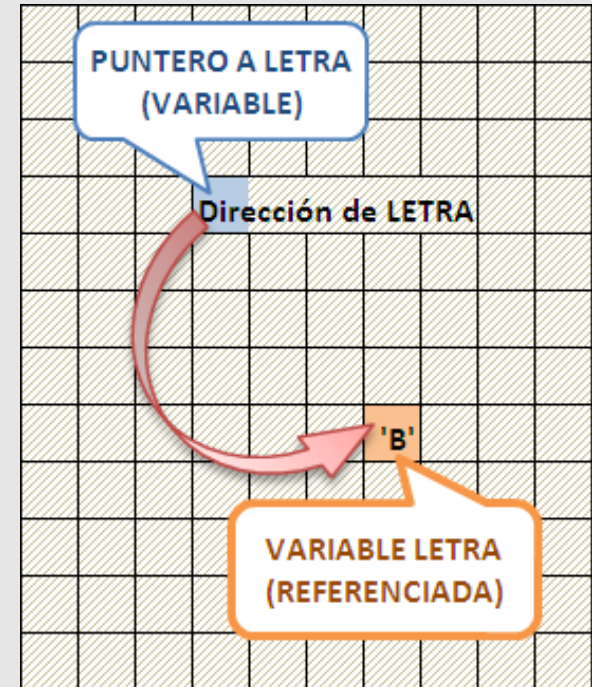 PUNTERO A LETRA
(VARIABLE)
Dirección de LETRA
'B'
VARIABLE LETRA
(REFERENCIADA)